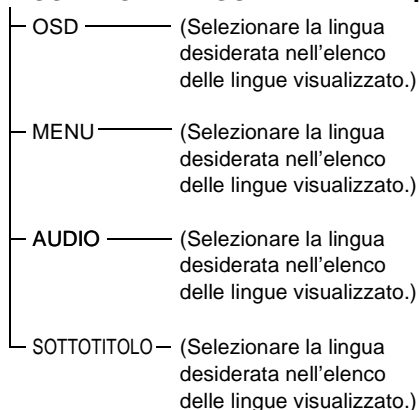 OSD (Selezionare la lingua
desiderata nell'elenco
delle lingue visualizzato.)
MENU (Selezionare la lingua
desiderata nell'elenco
delle lingue visualizzato.)
AUDIO (Selezionare la lingua
desiderata nell'elenco
delle lingue visualizzato.)
SOTTOTITOLO (Selezionare la lingua
desiderata nell'elenco
delle lingue visualizzato.)